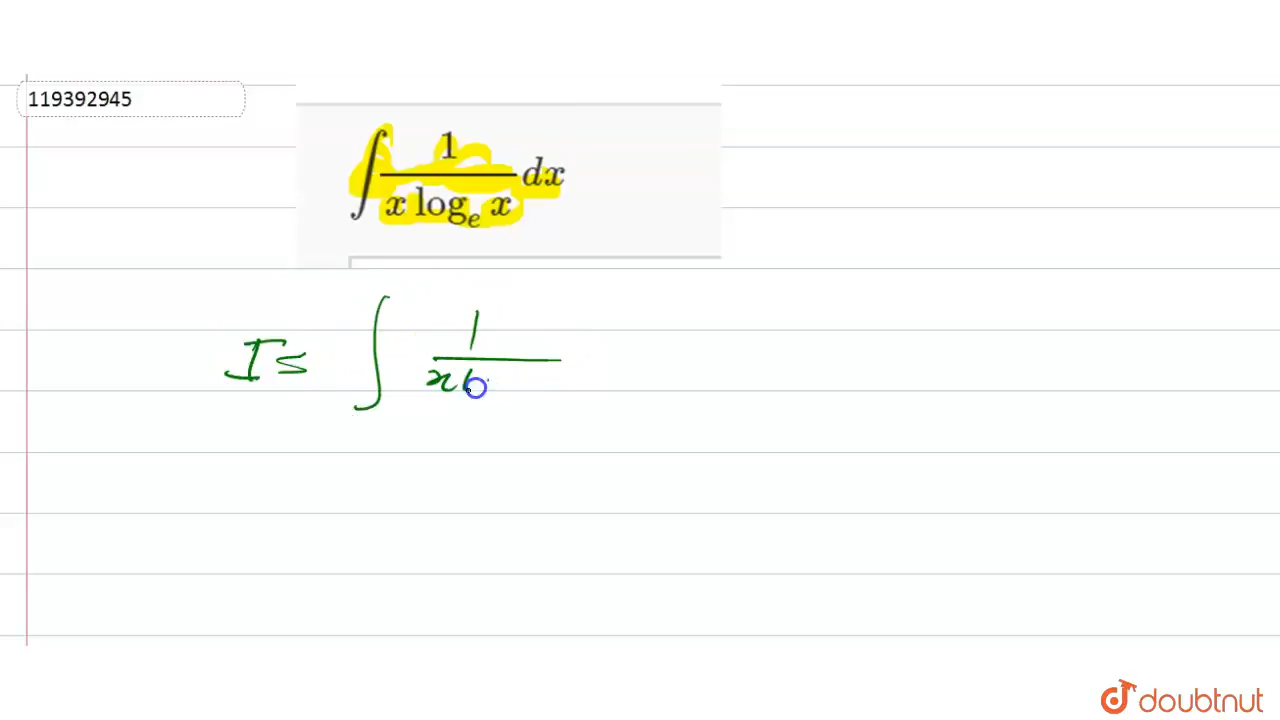 119392945
∫ 1 / (x logₑ x) dx
I = ∫ 1 / x
doubtnut